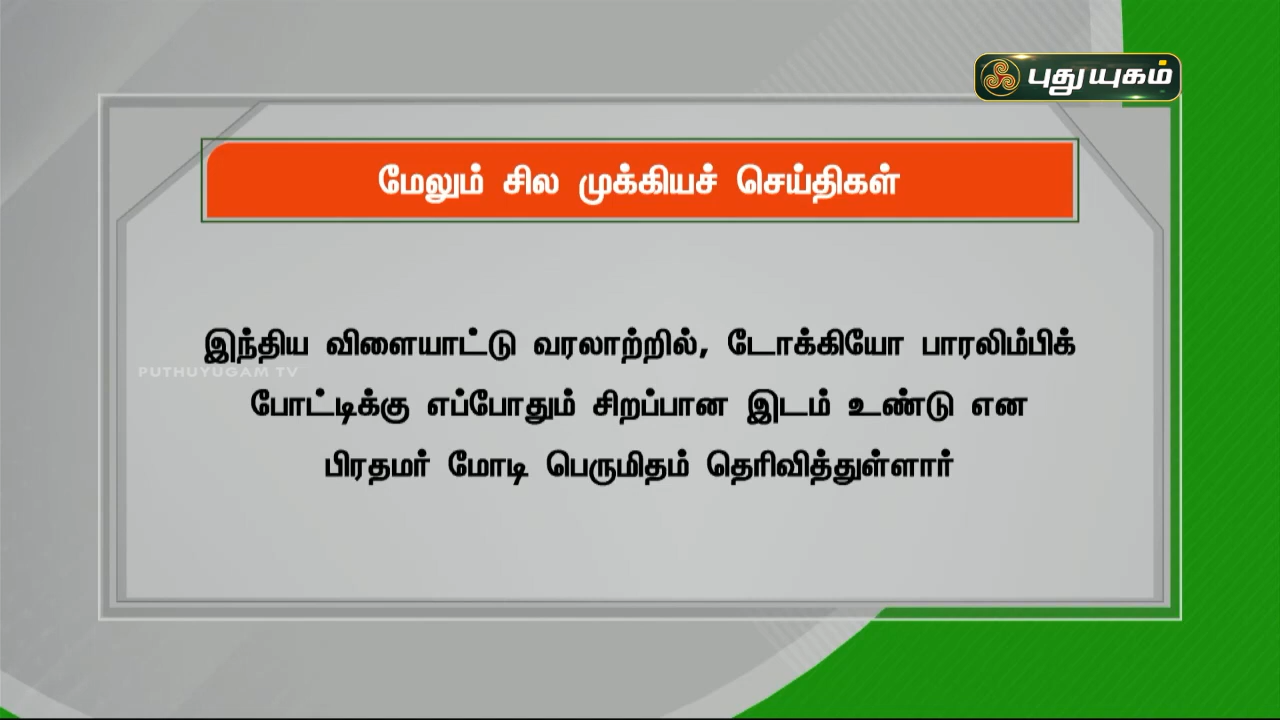 புதுயுகம்
மேலும் சில முக்கியச் செய்திகள்
இந்திய விளையாட்டு வரலாற்றில், டோக்கியோ பாரலிம்பிக்
PUTHUYUGAM TV
போட்டிக்கு எப்போதும் சிறப்பான இடம் உண்டு என
பிரதமர் மோடி பெருமிதம் தெரிவித்துள்ளார்